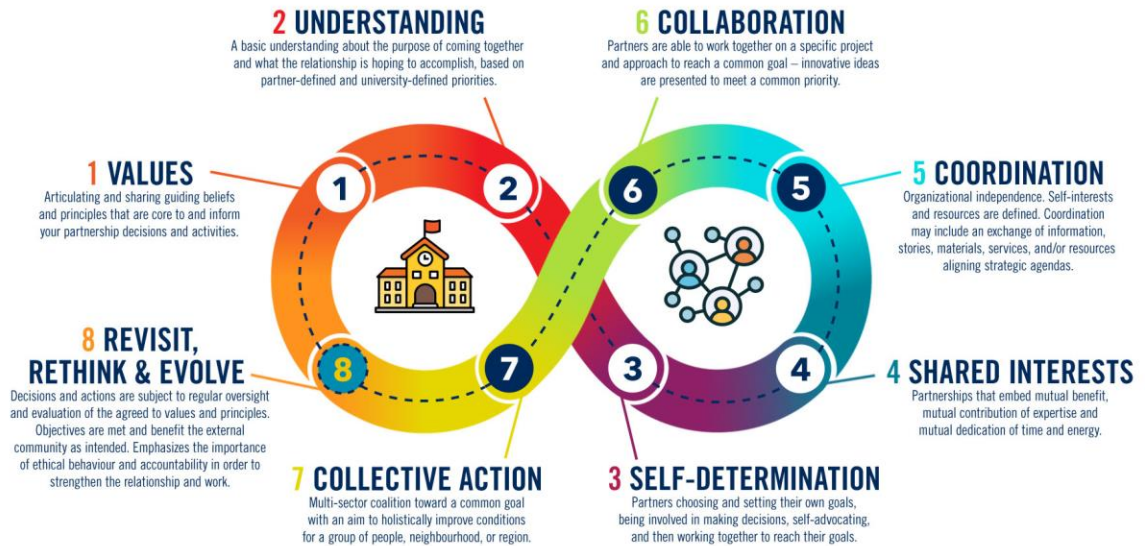 2 UNDERSTANDING
A basic understanding about the purpose of coming together
and what the relationship is hoping to accomplish, based on
partner-defined and university-defined priorities.
6 COLLABORATION
Partners are able to work together on a specific project
and approach to reach a common goal – innovative ideas
are presented to meet a common priority.
1 VALUES
Articulating and sharing guiding beliefs
and principles that are core to and inform
your partnership decisions and activities.
1
2
6
5
5 COORDINATION
Organizational independence. Self-interests
and resources are defined. Coordination
may include an exchange of information,
stories, materials, services, and/or resources
aligning strategic agendas.
8 REVISIT,
RETHINK & EVOLVE
Decisions and actions are subject to regular oversight
and evaluation of the agreed to values and principles.
Objectives are met and benefit the external
community as intended. Emphasizes the importance
of ethical behaviour and accountability in order to
strengthen the relationship and work.
8
7
3
4
4 SHARED INTERESTS
Partnerships that embed mutual benefit,
mutual contribution of expertise and
mutual dedication of time and energy.
7 COLLECTIVE ACTION
Multi-sector coalition toward a common goal
with an aim to holistically improve conditions
for a group of people, neighbourhood, or region.
3 SELF-DETERMINATION
Partners choosing and setting their own goals,
being involved in making decisions, self-advocating,
and then working together to reach their goals.